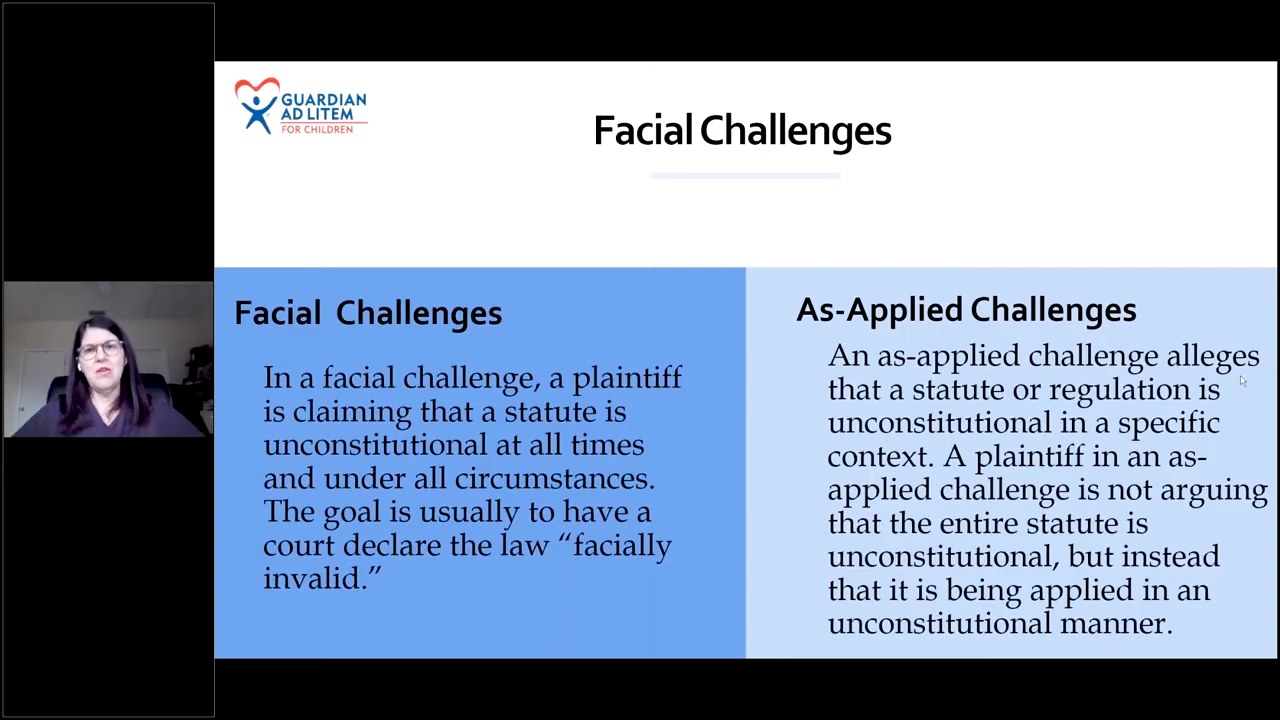 GUARDIAN
AD LITEM
FOR CHILDREN
Facial Challenges
Facial Challenges
In a facial challenge, a plaintiff
is claiming that a statute is
unconstitutional at all times
and under all circumstances.
The goal is usually to have a
court declare the law “facially
invalid.”
As-Applied Challenges
An as-applied challenge alleges
that a statute or regulation is
unconstitutional in a specific
context. A plaintiff in an as-
applied challenge is not arguing
that the entire statute is
unconstitutional, but instead
that it is being applied in an
unconstitutional manner.